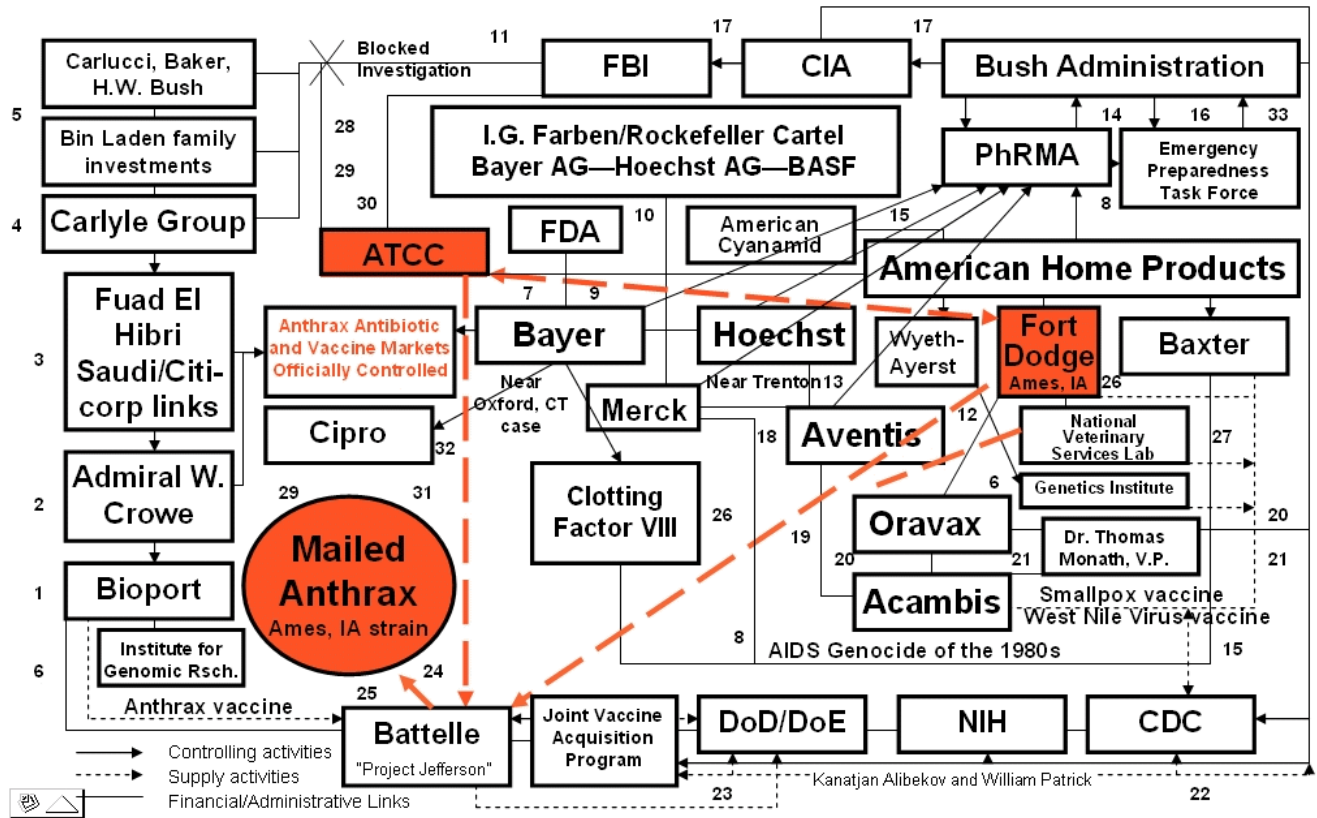 11
17
17
Carlucci, Baker,
H.W. Bush
Blocked
Investigation
FBI
CIA
Bush Administration
5
Bin Laden family
investments
28
29
30
I.G. Farben/Rockefeller Cartel
Bayer AG—Hoechst AG—BASF
14
16
33
PhRMA
Emergency
Preparedness
Task Force
4
Carlyle Group
ATCC
FDA
10
American
Cyanamid
15
8
American Home Products
3
Fuad El
Hibri
Saudi/Citi-
corp links
Anthrax Antibiotic
and Vaccine Markets
Officially Controlled
7
9
Bayer
Hoechst
Wyeth-
Ayerst
Fort
Dodge
Ames, IA
26
Baxter
Near
Oxford, CT
case
Merck
Near Trenton
13
Cipro
32
18
Aventis
12
National
Veterinary
Services Lab
27
2
Admiral W.
Crowe
29
31
Clotting
Factor VIII
26
6
Genetics Institute
19
Oravax
20
21
Dr. Thomas
Monath, V.P.
20
21
Mailed
Anthrax
Ames, IA strain
1
Bioport
Acambis
Smallpox vaccine
West Nile Virus vaccine
6
Institute for
Genomic Rsch.
8
AIDS Genocide of the 1980s
15
24
25
Anthrax vaccine
Battelle
"Project Jefferson"
Joint Vaccine
Acquisition
Program
DoD/DoE
NIH
CDC
Controlling activities
Supply activities
Financial/Administrative Links
Kanatjan Alibekov and William Patrick
23
22